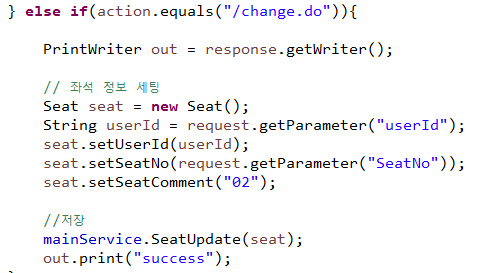 } else if(action.equals("/change.do")){
PrintWriter out = response.getWriter();
// 좌석 정보 세팅
Seat seat = new Seat();
String userId = request.getParameter("userId");
seat.setUserId(userId);
seat.setSeatNo(request.getParameter("SeatNo"));
seat.setSeatComment("02");
//저장
mainService.SeatUpdate(seat);
out.print("success");